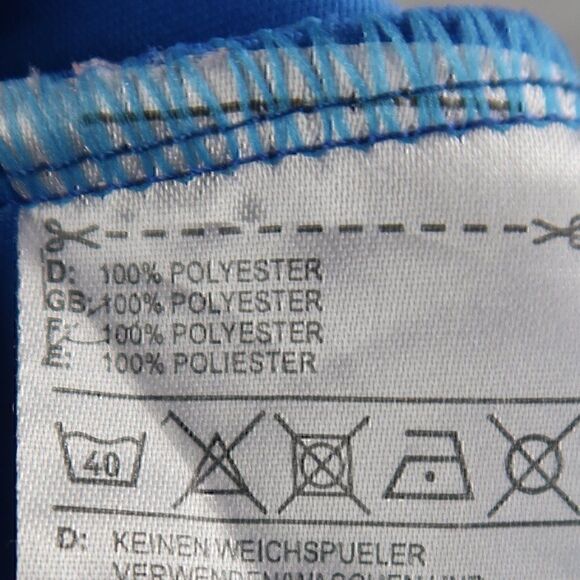 D: 100% POLYESTER
GB: 100% POLYESTER
F: 100% POLYESTER
E: 100% POLIESTER
40
D: KEINEN WEICHSPUELER